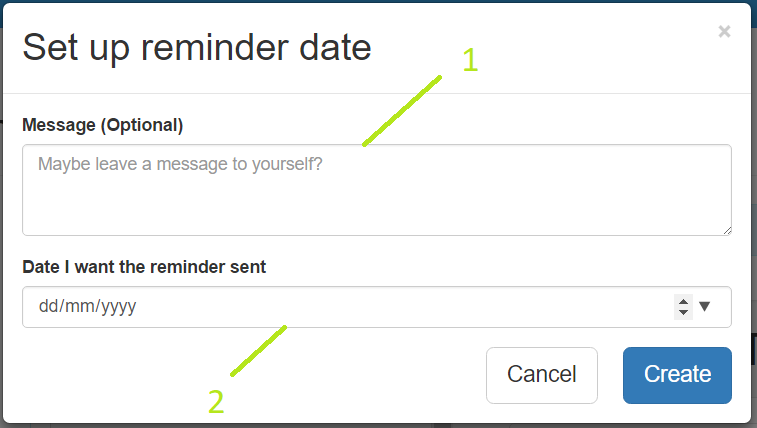 Set up reminder date
×
1
Message (Optional)
Maybe leave a message to yourself?
Date I want the reminder sent
dd/mm/yyyy
2
Cancel
Create